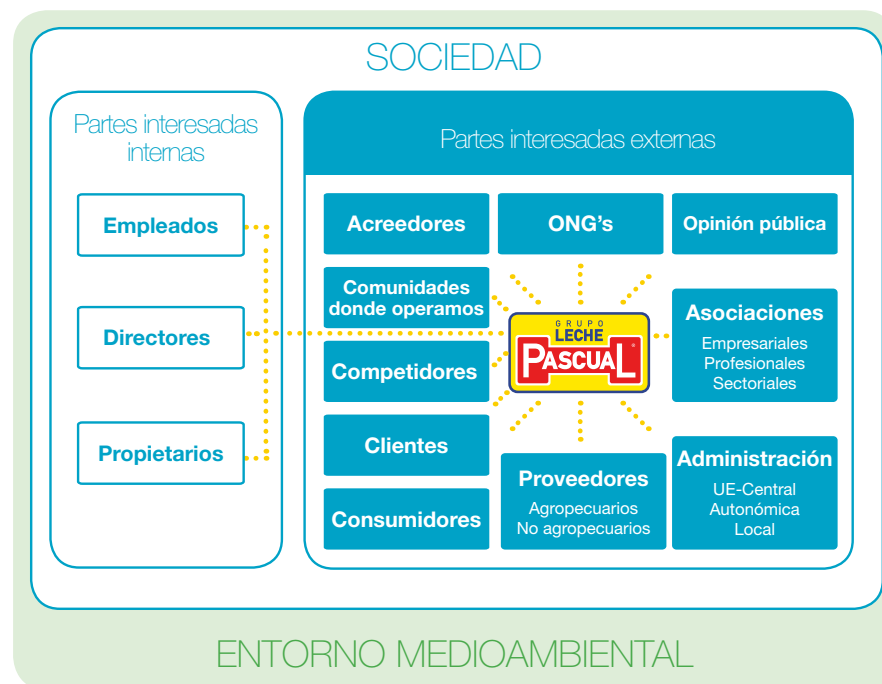 SOCIEDAD
Partes interesadas
internas
Empleados
Directores
Propietarios
Partes interesadas externas
Acreedores
ONG's
Opinión pública
Comunidades
donde operamos
Competidores
Clientes
Consumidores
GRUPO
LECHE
PASCUAL
Asociaciones
Empresariales
Profesionales
Sectoriales
Proveedores
Agropecuarios
No agropecuarios
Administración
UE-Central
Autonómica
Local
ENTORNO MEDIOAMBIENTAL